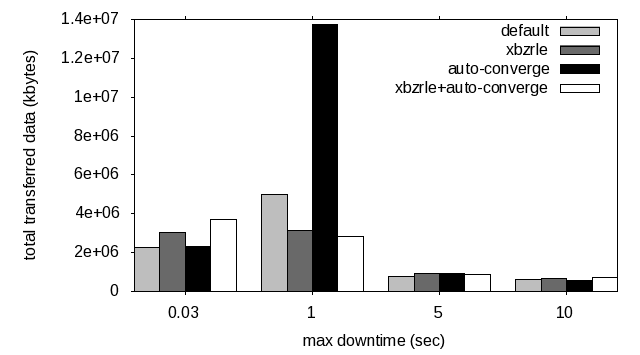 1.4e+07
1.2e+07
1e+07
8e+06
6e+06
4e+06
2e+06
0
total transferred data (kbytes)
default
xbzrle
auto-converge
xbzrle+auto-converge
0.03 1 5 10
max downtime (sec)